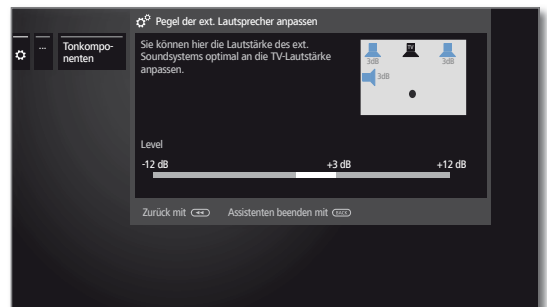 Pegel der ext. Lautsprecher anpassen
...
Tonkompo-
nenten
Sie können hier die Lautstärke des ext.
Soundsystems optimal an die TV-Lautstärke
anpassen.
TV
3dB
3dB
3dB
Level
-12 dB
+3 dB
+12 dB
Zurück mit
Assistenten beenden mit BACK